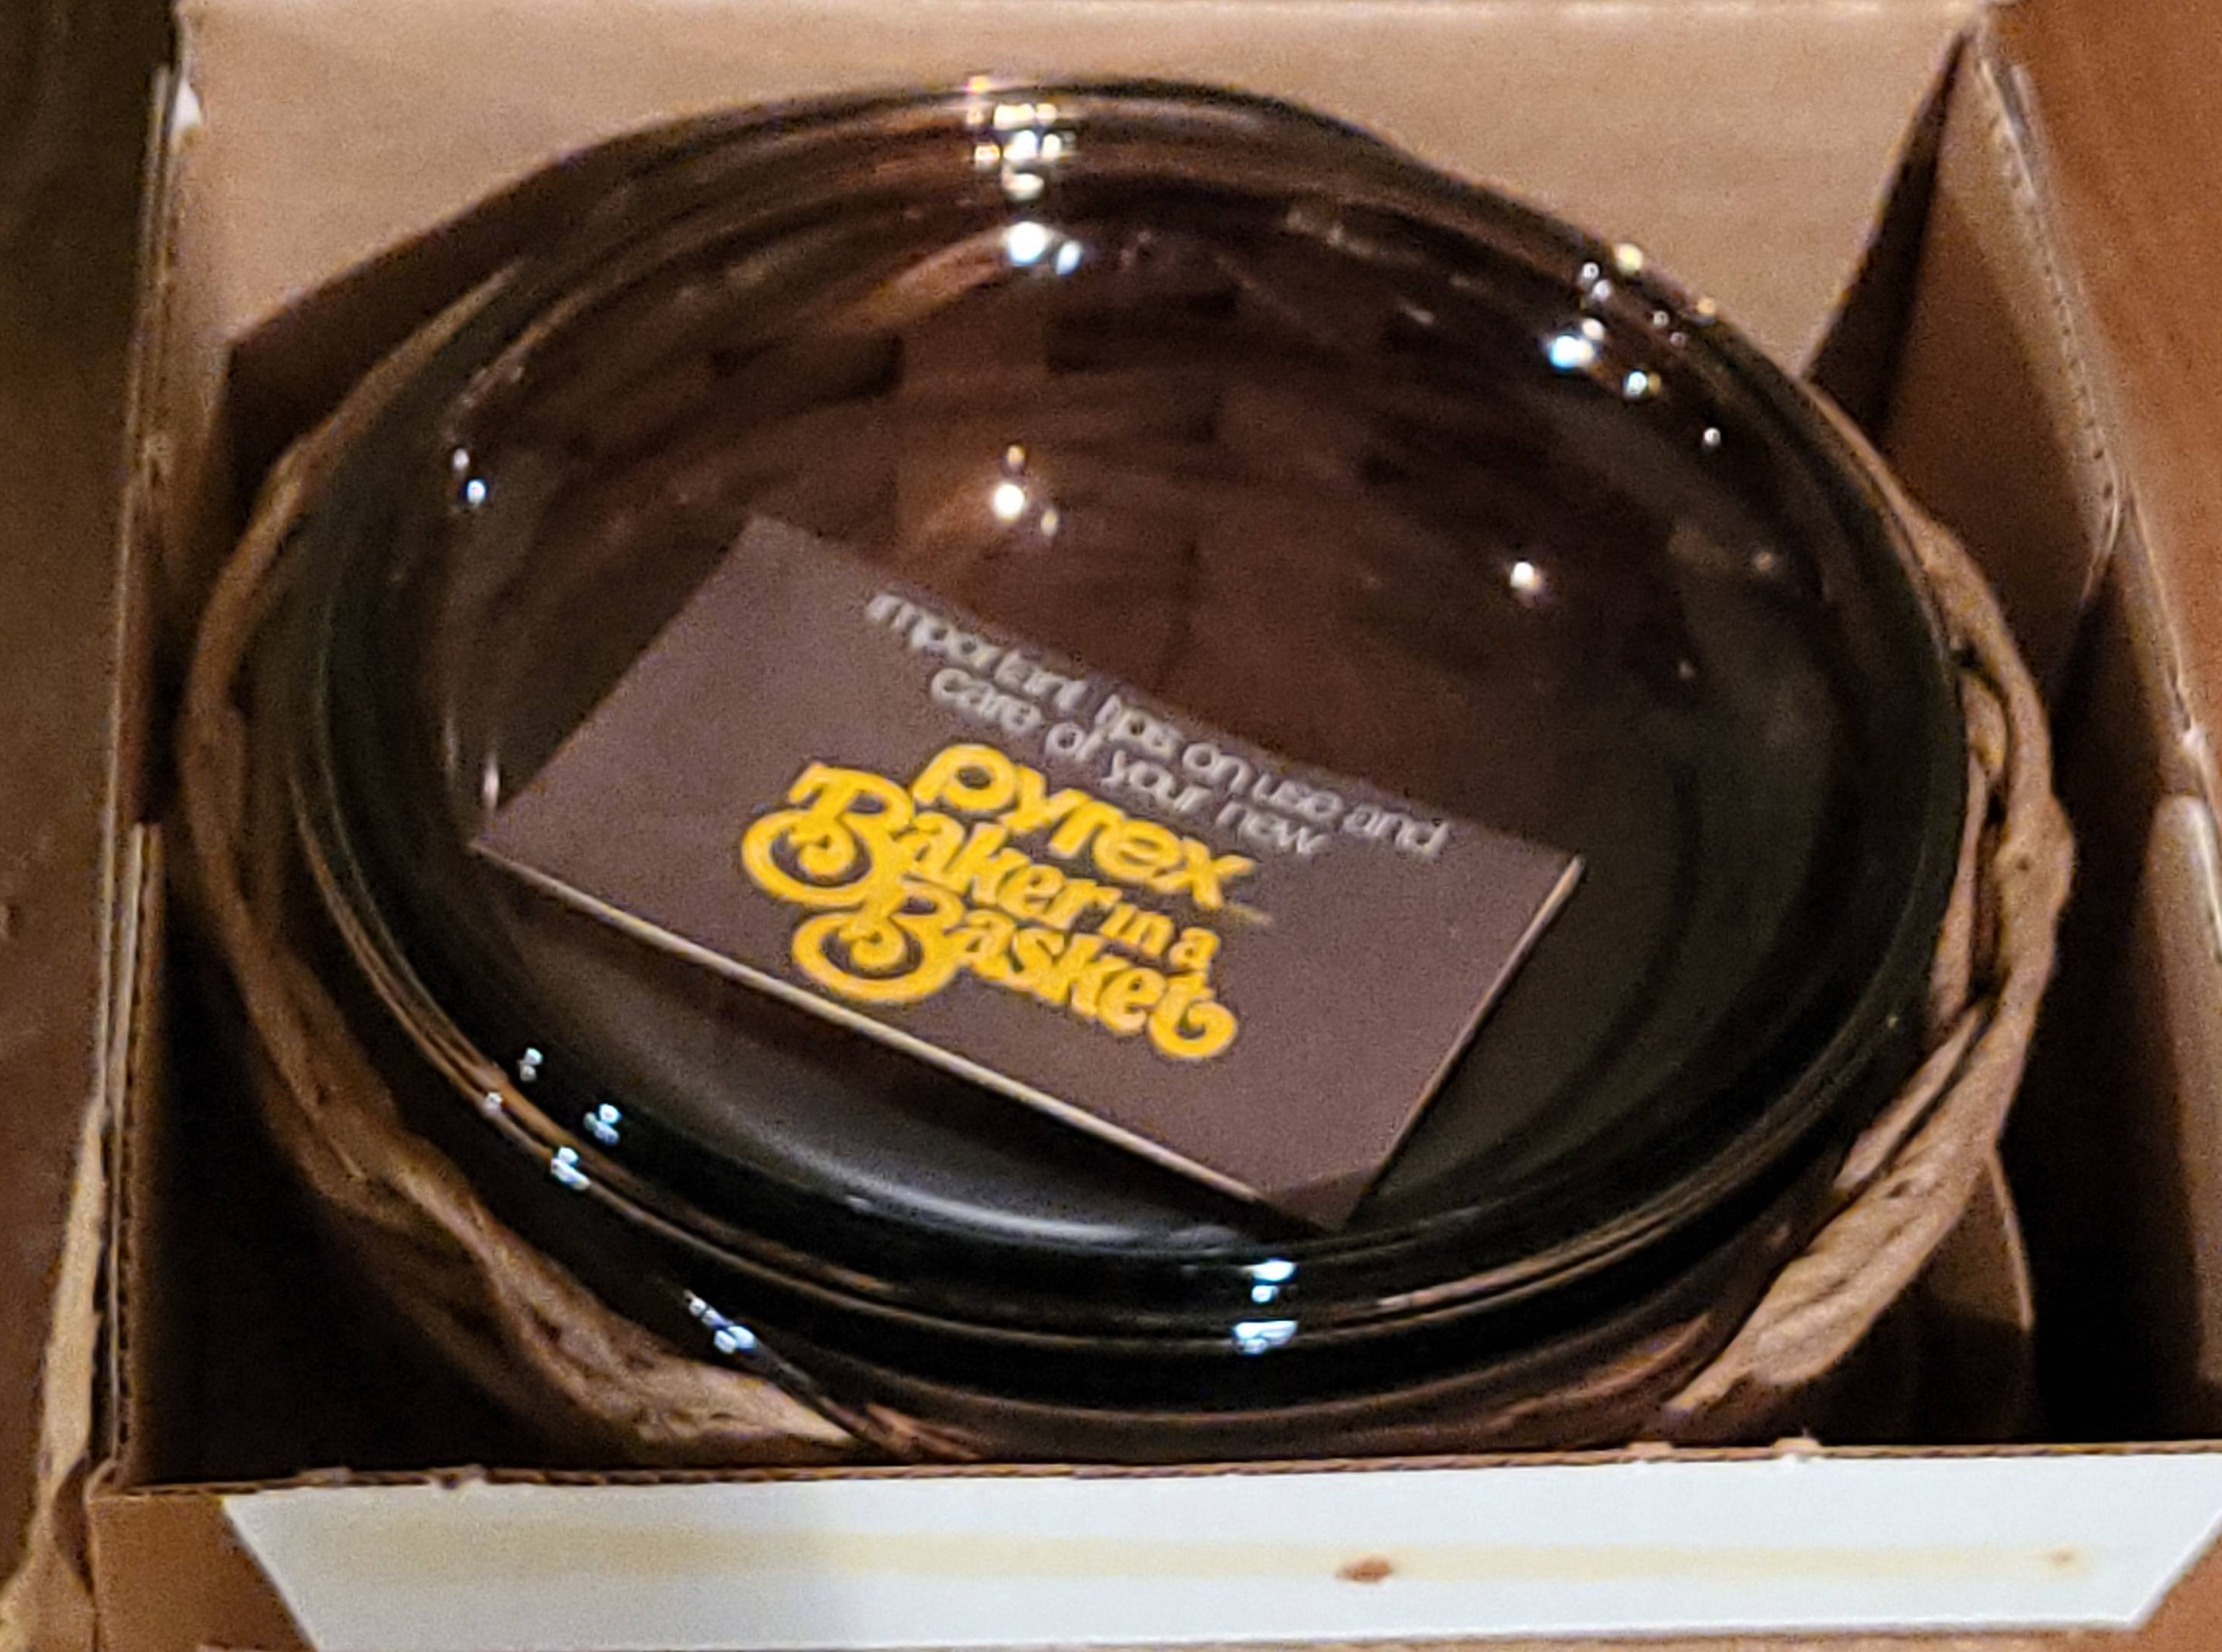 important tips on use and
care of your new
PYREX
Baker in a
Basket